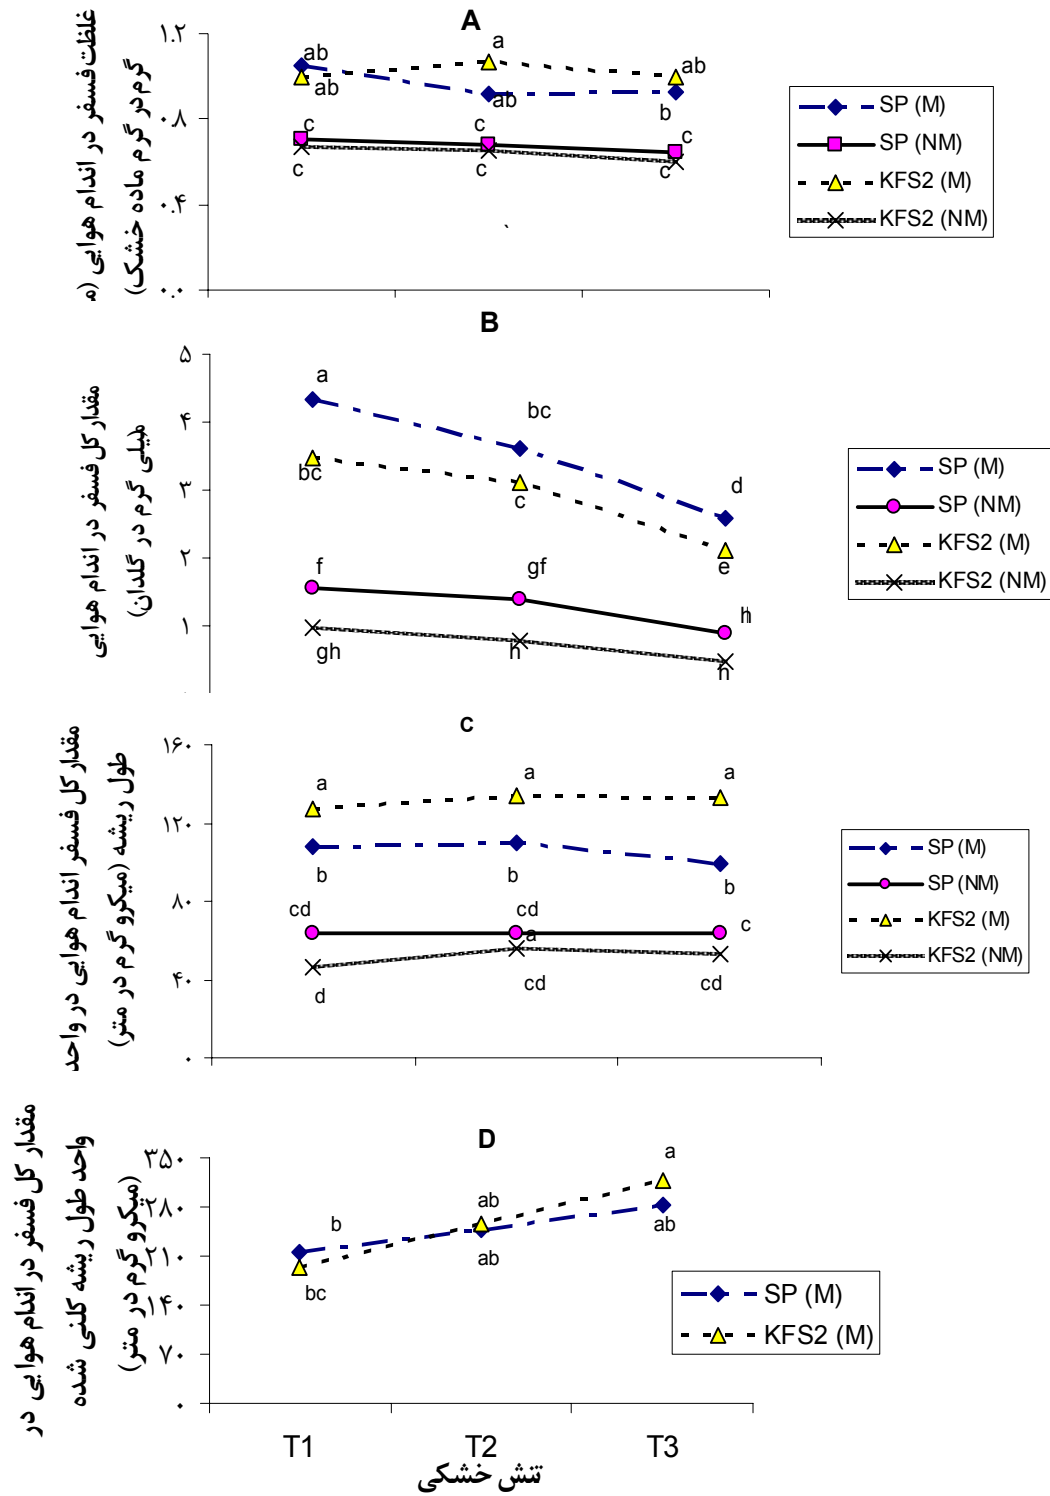 A
غلظت فسفر در اندام هوایی (م
گرم در گرم ماده خشک)
۱.۲
۰.۸
۰.۴
۰.۰
ab
a
ab
ab
ab
b
c
c
c
c
c
c
SP (M)
SP (NM)
KFS2 (M)
KFS2 (NM)
B
مقدار کل فسفر در اندام هوایی
(میلی گرم در گلدان)
۵
۴
۳
۲
۱
a
bc
d
bc
c
e
f
gf
h
gh
h
h
SP (M)
SP (NM)
KFS2 (M)
KFS2 (NM)
C
مقدار کل فسفر اندام هوایی در واحد
طول ریشه (میکرو گرم در متر)
۱۶۰
۱۲۰
۸۰
۴۰
۰
a
a
a
b
b
b
cd
cd
c
a
d
cd
cd
SP (M)
SP (NM)
KFS2 (M)
KFS2 (NM)
D
مقدار کل فسفر در اندام هوایی در
واحد طول ریشه کلنی شده
(میکرو گرم در متر)
۳۵۰
۲۸۰
۲۱۰
۱۴۰
۷۰
۰
b
ab
a
bc
ab
ab
SP (M)
KFS2 (M)
T1 T2 T3
تنش خشکی